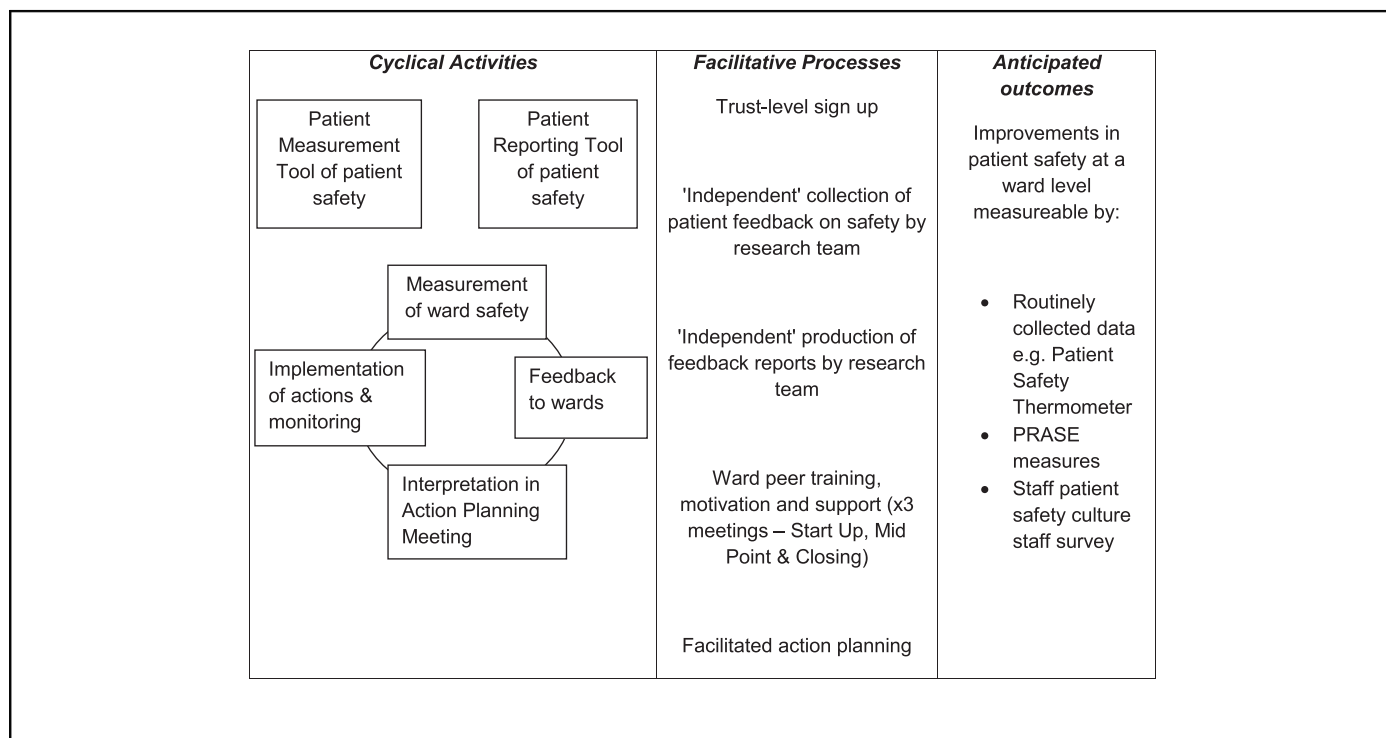 Cyclical Activities
Patient
Measurement
Tool of patient
safety
Patient
Reporting Tool
of patient
safety
Measurement
of ward safety
Implementation
of actions &
monitoring
Feedback
to wards
Interpretation in
Action Planning
Meeting
Facilitative Processes
Trust-level sign up
'Independent' collection of
patient feedback on safety by
research team
'Independent' production of
feedback reports by research
team
Ward peer training,
motivation and support (x3
meetings – Start Up, Mid
Point & Closing)
Facilitated action planning
Anticipated
outcomes
Improvements in
patient safety at a
ward level
measureable by:
• Routinely
collected data
e.g. Patient
Safety
Thermometer
• PRASE
measures
• Staff patient
safety culture
staff survey